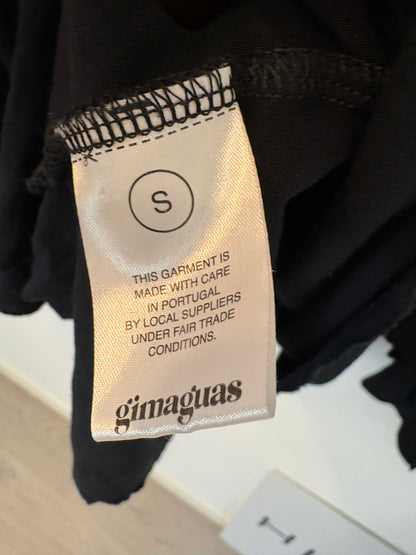 S
THIS GARMENT IS
MADE WITH CARE
IN PORTUGAL
BY LOCAL SUPPLIERS
UNDER FAIR TRADE
CONDITIONS.
gimaguas